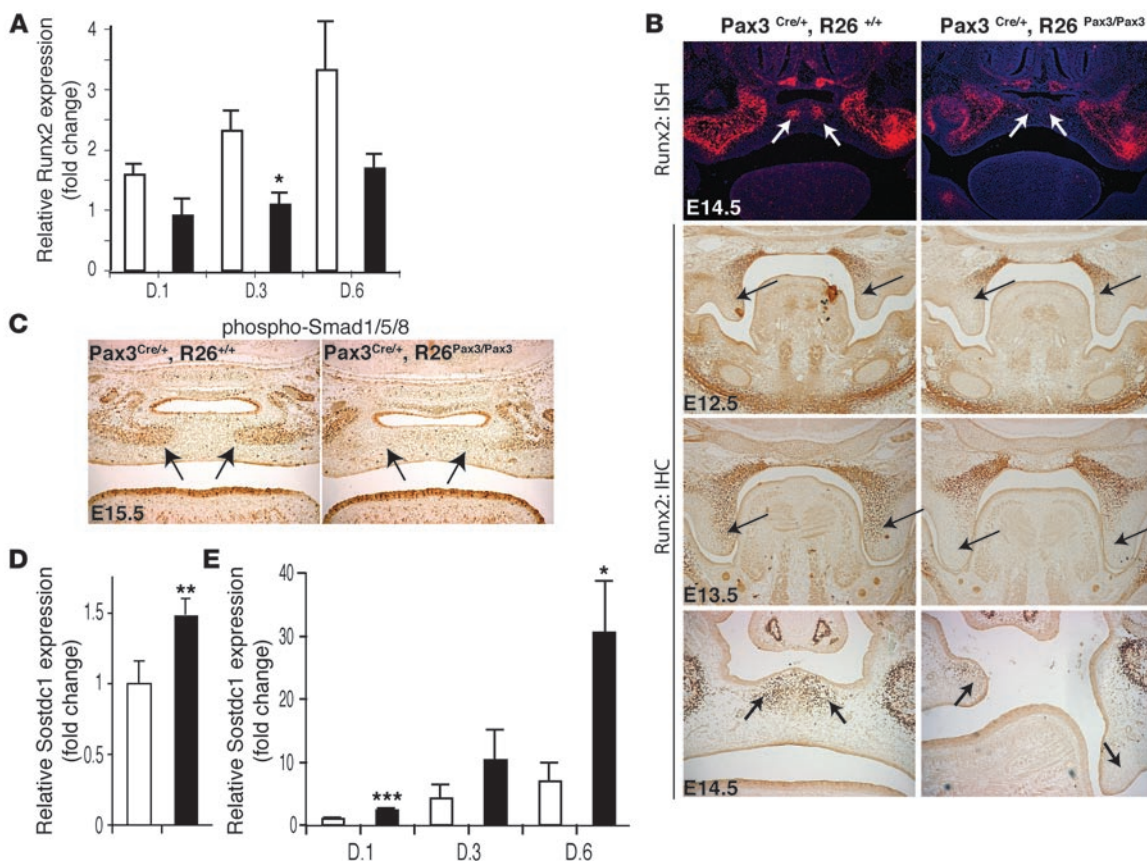 A
Relative Runx2 expression
(fold change)
4
3
2
1
0
*
D.1 D.3 D.6
B
Pax3 Cre/+, R26 +/+
Pax3 Cre/+, R26 Pax3/Pax3
Runx2: ISH
E14.5
Runx2: IHC
E12.5
E13.5
E14.5
C
phospho-Smad1/5/8
Pax3Cre/+, R26+/+
Pax3Cre/+, R26Pax3/Pax3
E15.5
D
Relative Sostdc1 expression
(fold change)
1.5
1
0.5
0
**
E
Relative Sostdc1 expression
(fold change)
40
30
20
10
0
***
*
D.1 D.3 D.6